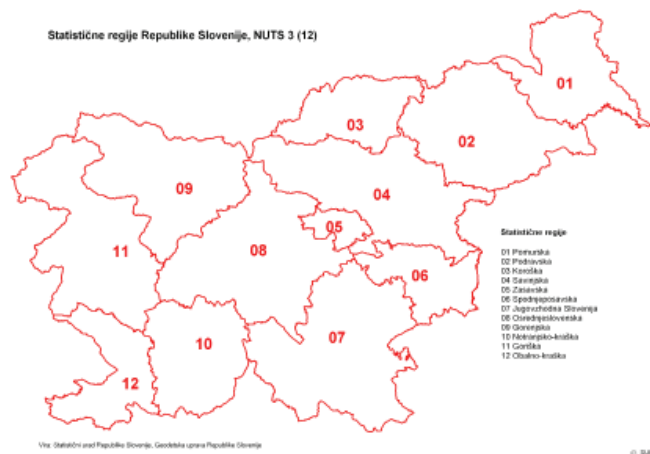 Statistične regije Republike Slovenije, NUTS 3 (12)
01
03
02
09
04
05
11
08
06
07
10
12
Statistične regije
01 Pomurska
02 Podravska
03 Koroška
04 Savinjska
05 Zasavska
06 Spodnjeposavska
07 Jugovzhodna Slovenija
08 Osrednjeslovenska
09 Gorenjska
10 Notranjsko-kraška
11 Goriška
12 Obalno-kraška
Vira: Statistični urad Republike Slovenije, Geodetska uprava Republike Slovenije